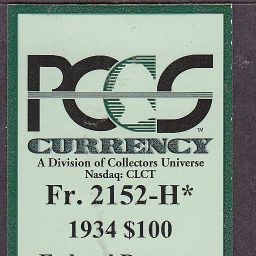 PCGS
CURRENCY
A Division of Collectors Universe
Nasdaq: CLCT
Fr. 2152-H*
1934 $100